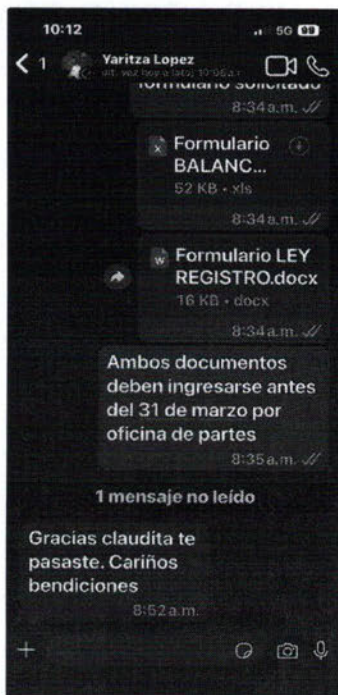 10:12
5G 99
1
Yaritza Lopez
formulario solicitado
8:34 a.m.
Formulario
BALANC...
52 KB • xls
8:34 a.m.
Formulario LEY
REGISTRO.docx
16 KB • docx
8:34 a.m.
Ambos documentos
deben ingresarse antes
del 31 de marzo por
oficina de partes
8:35 a.m.
1 mensaje no leído
Gracias claudita te
pasaste. Cariños
bendiciones
8:52 a.m.